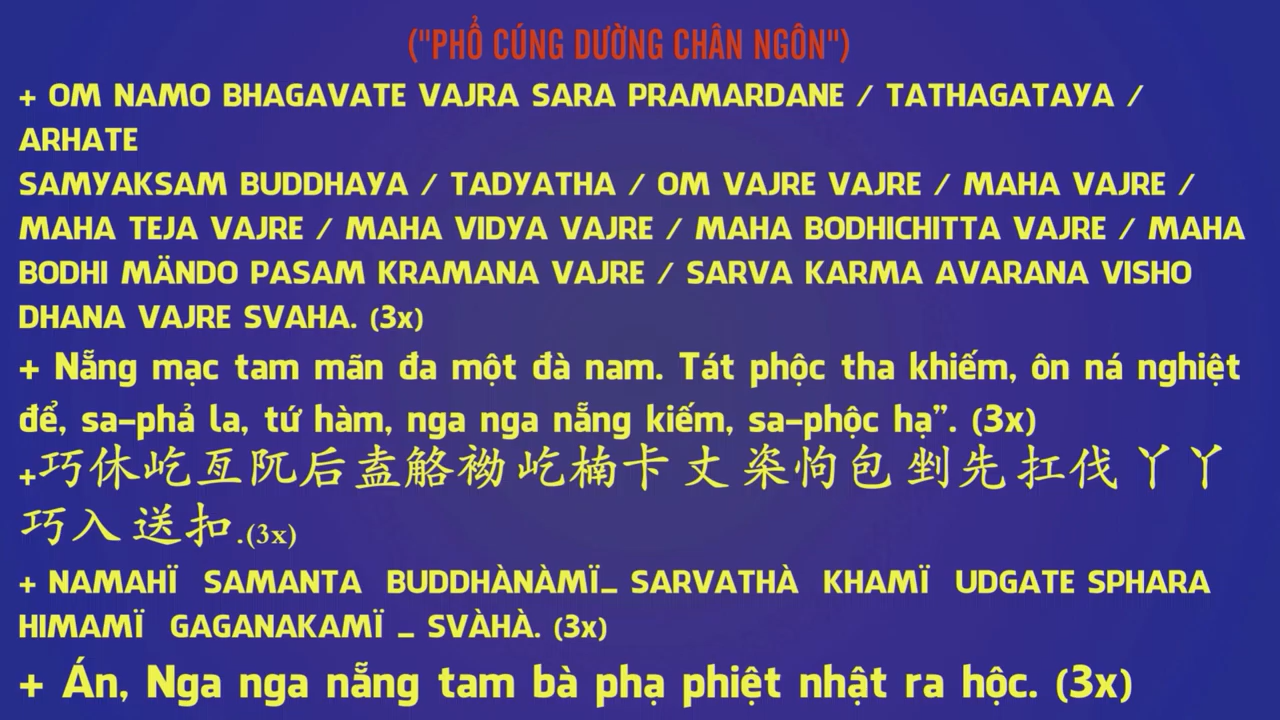 ("PHỔ CÚNG DƯỜNG CHÂN NGÔN")
+ OM NAMO BHAGAVATE VAJRA SARA PRAMARDANE / TATHAGATAYA /
ARHATE
SAMYAKSAM BUDDHAYA / TADYATHA / OM VAJRE VAJRE / MAHA VAJRE /
MAHA TEJA VAJRE / MAHA VIDYA VAJRE / MAHA BODHICHITTA VAJRE / MAHA
BODHI MÄNDO PASAM KRAMANA VAJRE / SARVA KARMA AVARANA VISHO
DHANA VAJRE SVAHA. (3x)
+ Nẵng mạc tam mãn đa một đà nam. Tát phộc tha khiếm, ôn ná nghiệt
để, sa-phả la, tứ hàm, nga nga nẵng kiếm, sa-phộc hạ”. (3x)
+巧休屹亙阢后盍觡袎屹楠卡丈桼恦包剉先扛伐丫丫
巧入送扣.(3x)
+ NAMAHÏ SAMANTA BUDDHÀNÀMÏ_ SARVATHÀ KHAMÏ UDGATE SPHARA
HIMAMÏ GAGANAKAMÏ _ SVÀHÀ. (3x)
+ Án, Nga nga nẵng tam bà phạ phiệt nhật ra hộc. (3x)